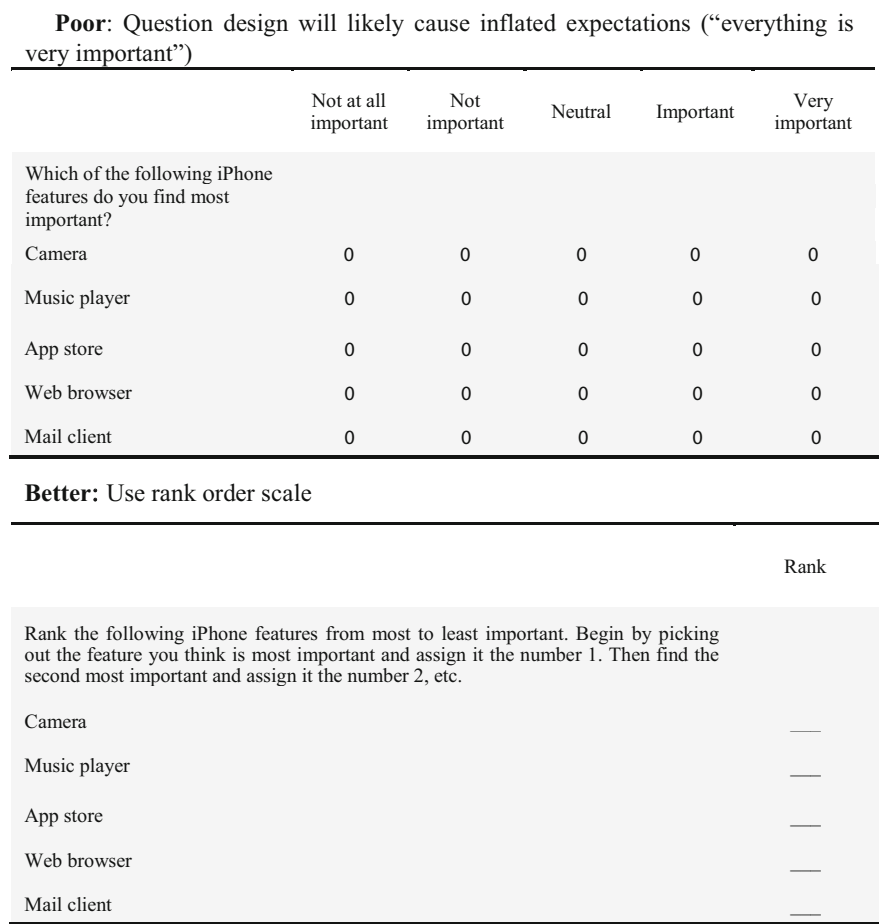 Poor: Question design will likely cause inflated expectations (“everything is
very important”)
Not at all important Not important Neutral Important Very important
Which of the following iPhone
features do you find most
important?
Camera 0 0 0 0 0
Music player 0 0 0 0 0
App store 0 0 0 0 0
Web browser 0 0 0 0 0
Mail client 0 0 0 0 0
Better: Use rank order scale
Rank
Rank the following iPhone features from most to least important. Begin by picking
out the feature you think is most important and assign it the number 1. Then find the
second most important and assign it the number 2, etc.
Camera ___
Music player ___
App store ___
Web browser ___
Mail client ___